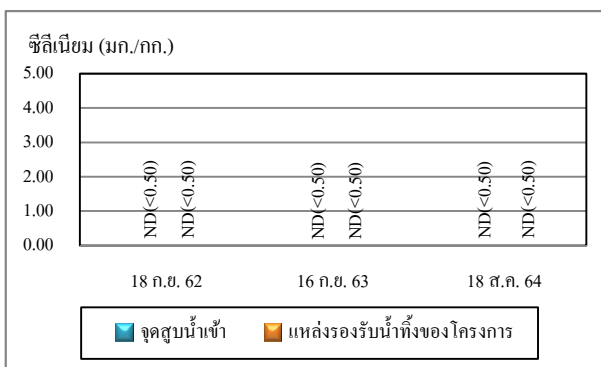 ซีลีเนียม (มก./กก.)
5.00
4.00
3.00
2.00
1.00
0.00
ND(<0.50)
ND(<0.50)
ND(<0.50)
ND(<0.50)
ND(<0.50)
ND(<0.50)
18 ก.ย. 62 16 ก.ย. 63 18 ส.ค. 64
จุดสูบน้ำเข้า แหล่งรองรับน้ำทิ้งของโครงการ